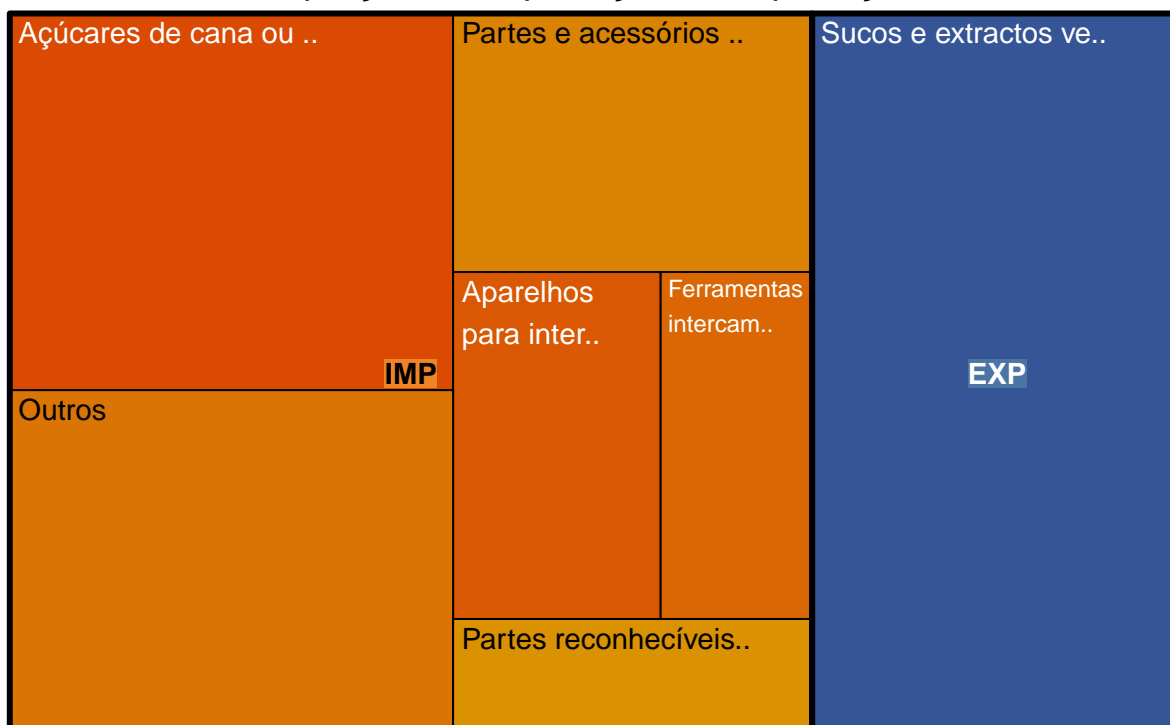 Açúcares de cana ou ..
Partes e acessórios ..
Sucos e extractos ve..
Aparelhos
para inter..
Ferramentas
intercam..
IMP
EXP
Outros
Partes reconhecíveis..